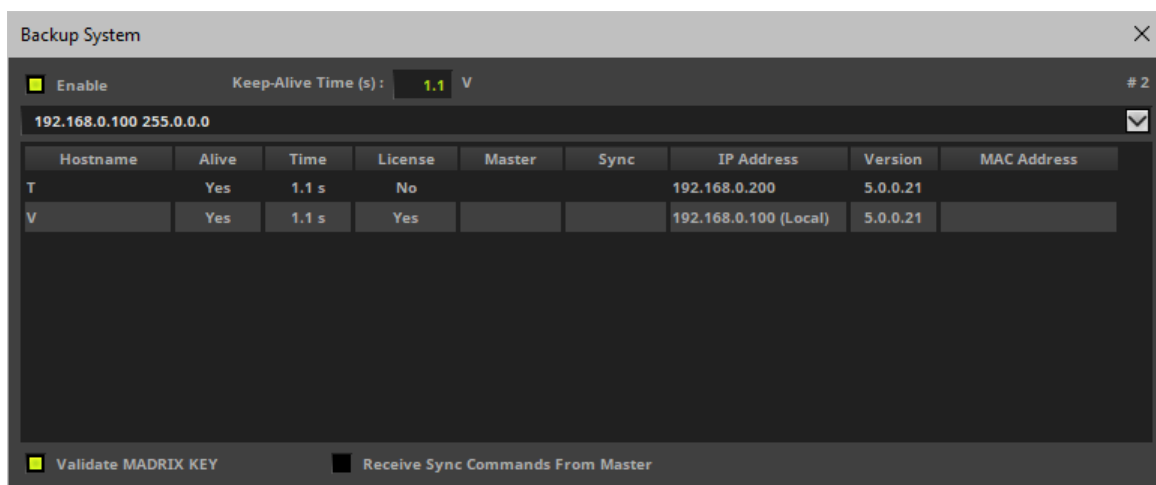 Backup System
Enable Keep-Alive Time (s) : 1.1 V # 2
192.168.0.100 255.0.0.0
Hostname Alive Time License Master Sync IP Address Version MAC Address
T Yes 1.1 s No 192.168.0.200 5.0.0.21
V Yes 1.1 s Yes 192.168.0.100 (Local) 5.0.0.21
Validate MADRIX KEY Receive Sync Commands From Master